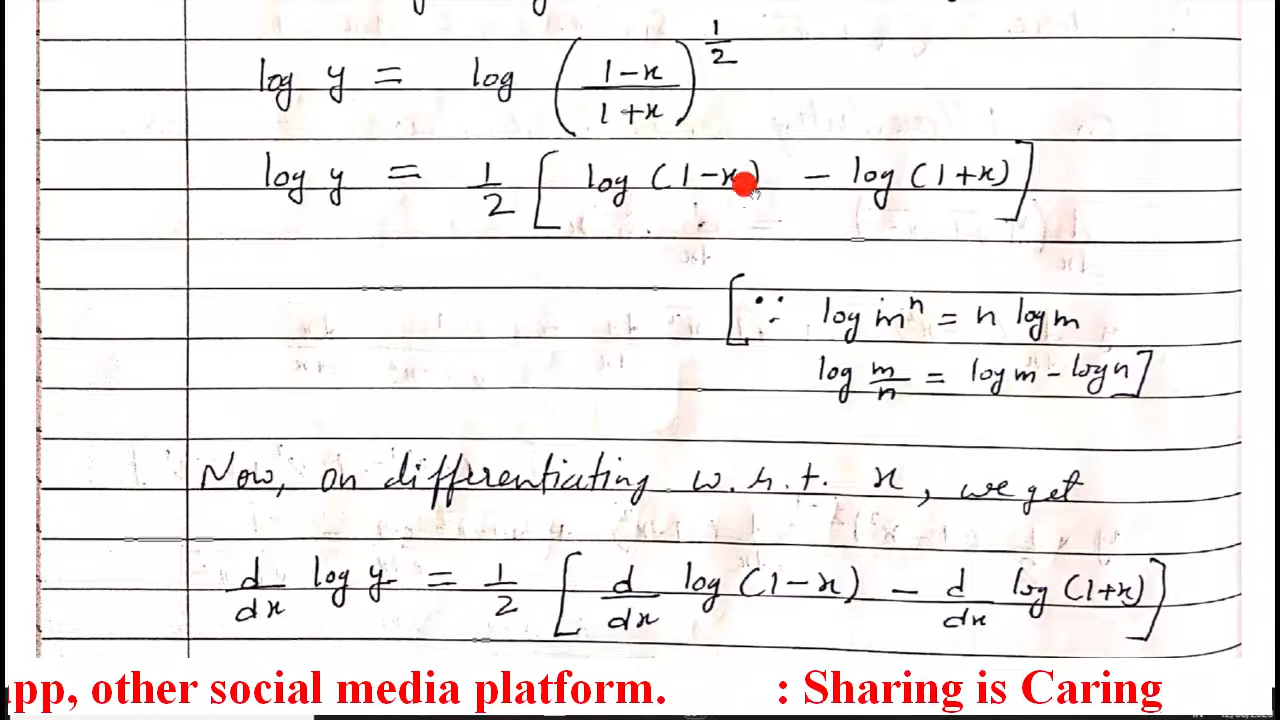 log y = log ((1-x)/(1+x))^(1/2)
log y = 1/2 [ log (1-x) - log (1+x) ]
[ ∵ log m^n = n log m
log m/n = log m - log n ]
Now, on differentiating w.r.t. x, we get
d/dx log y = 1/2 [ d/dx log (1-x) - d/dx log (1+x) ]
pp, other social media platform. : Sharing is Caring